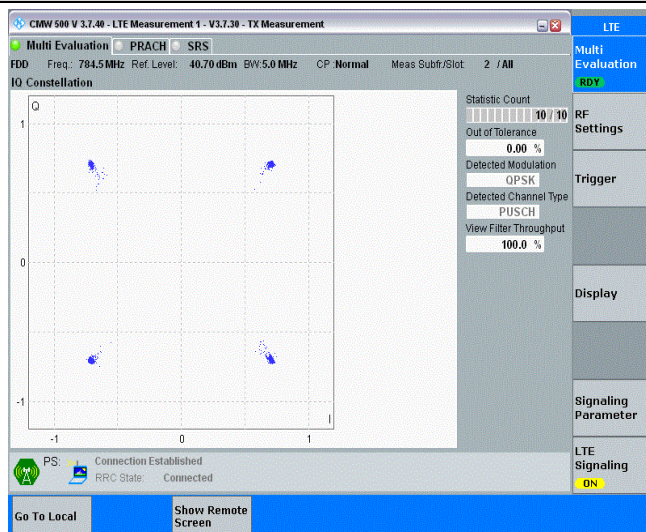 CMW 500 V 3.7.40 - LTE Measurement 1 - V3.7.30 - TX Measurement
LTE
Multi Evaluation PRACH SRS
FDD Freq.: 784.5 MHz Ref. Level: 40.70 dBm BW:5.0 MHz CP :Normal Meas Subfr./Slot: 2 / All
IQ Constellation
Q
1
0
-1
-1 0 1
I
Statistic Count
10 / 10
Out of Tolerance
0.00 %
Detected Modulation
QPSK
Detected Channel Type
PUSCH
View Filter Throughput
100.0 %
Multi
Evaluation
RDY
RF
Settings
Trigger
Display
Signaling
Parameter
LTE
Signaling
ON
PS: Connection Established
RRC State: Connected
Go To Local
Show Remote
Screen